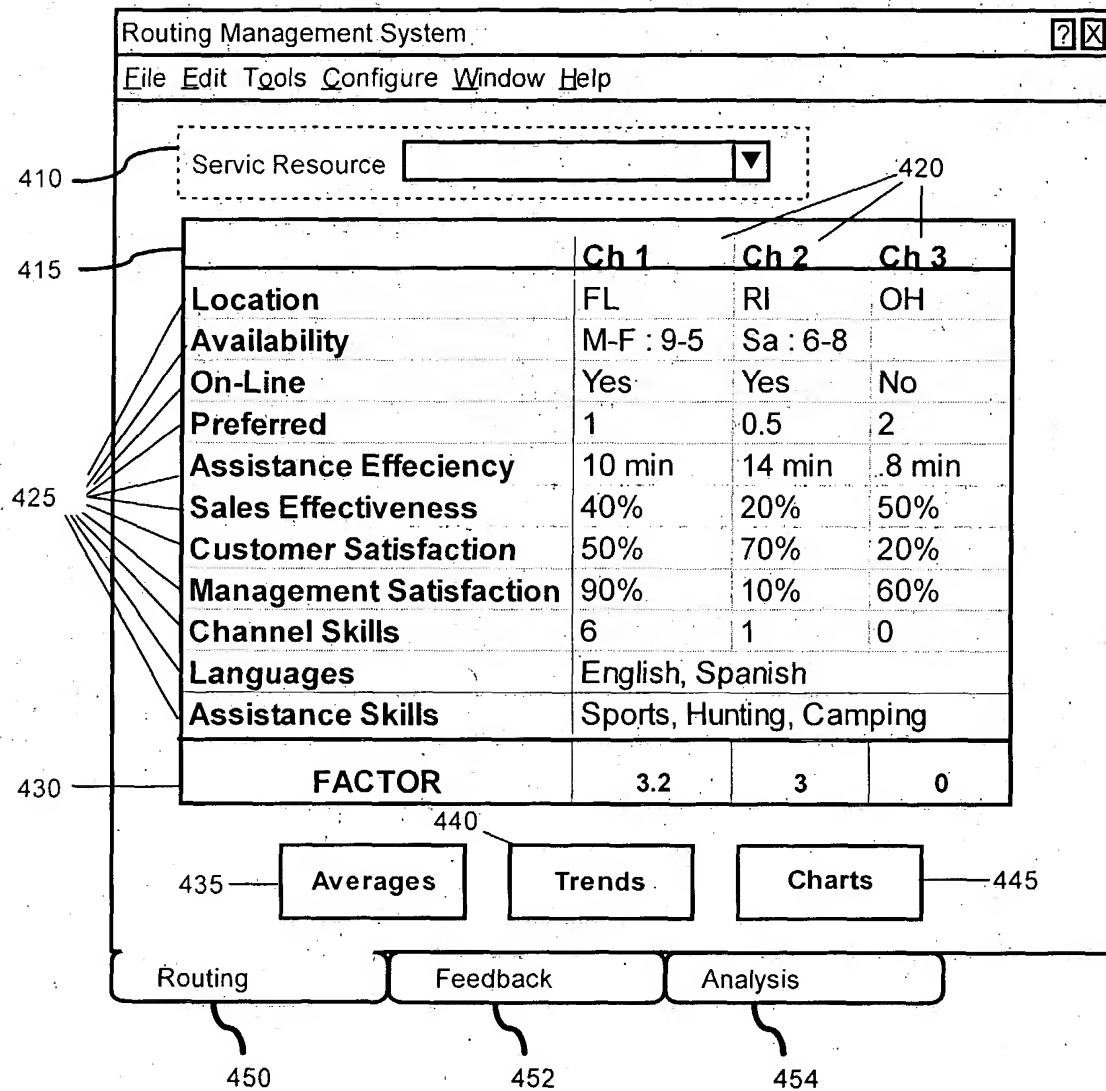 Routing Management System ? X
File Edit Tools Configure Window Help
410 Servic Resource ▼ 420
415 Ch 1 Ch 2 Ch 3
Location FL RI OH
Availability M-F : 9-5 Sa : 6-8
On-Line Yes Yes No
Preferred 1 0.5 2
Assistance Effeciency 10 min 14 min .8 min
425 Sales Effectiveness 40% 20% 50%
Customer Satisfaction 50% 70% 20%
Management Satisfaction 90% 10% 60%
Channel Skills 6 1 0
Languages English, Spanish
Assistance Skills Sports, Hunting, Camping
430 FACTOR 3.2 3 0
440
435 Averages Trends Charts 445
Routing Feedback Analysis
450 452 454